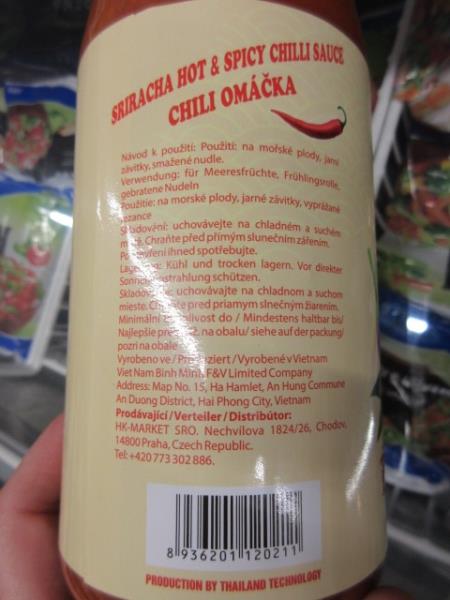 SRIRACHA HOT & SPICY CHILLI SAUCE
CHILI OMÁČKA
Návod k použití: Použití: na mořské plody, jarní
závitky, smažené nudle.
Verwendung: für Meeresfrüchte, Frühlingsrolle,
gebratene Nudeln
Použitie: na morské plody, jarné závitky, vyprážané
rezance
Skladování: uchovávejte na chladném a suchém
místě. Chraňte před přímým slunečním zářením.
Po otevření ihned spotřebujte.
Lagerung: Kühl und trocken lagern. Vor direkter
Sonneneinstrahlung schützen.
Skladovanie: uchovávajte na chladnom a suchom
mieste. Chráňte pred priamym slnečným žiarením.
Minimální trvanlivost do / Mindestens haltbar bis/
Najlepšie pred viz. na obalu/ siehe auf der packung/
pozri na obale
Vyrobeno ve/ Produziert / Vyrobené v Vietnam
Viet Nam Binh Minh F&V Limited Company
Address: Map No. 15, Ha Hamlet, An Hung Commune
An Duong District, Hai Phong City, Vietnam
Prodávající / Verteiler / Distribútor:
HK-MARKET SRO. Nechvílova 1824/26, Chodov,
14800 Praha, Czech Republic.
Tel: +420 773 302 886.
8 936201 120211
PRODUCTION BY THAILAND TECHNOLOGY